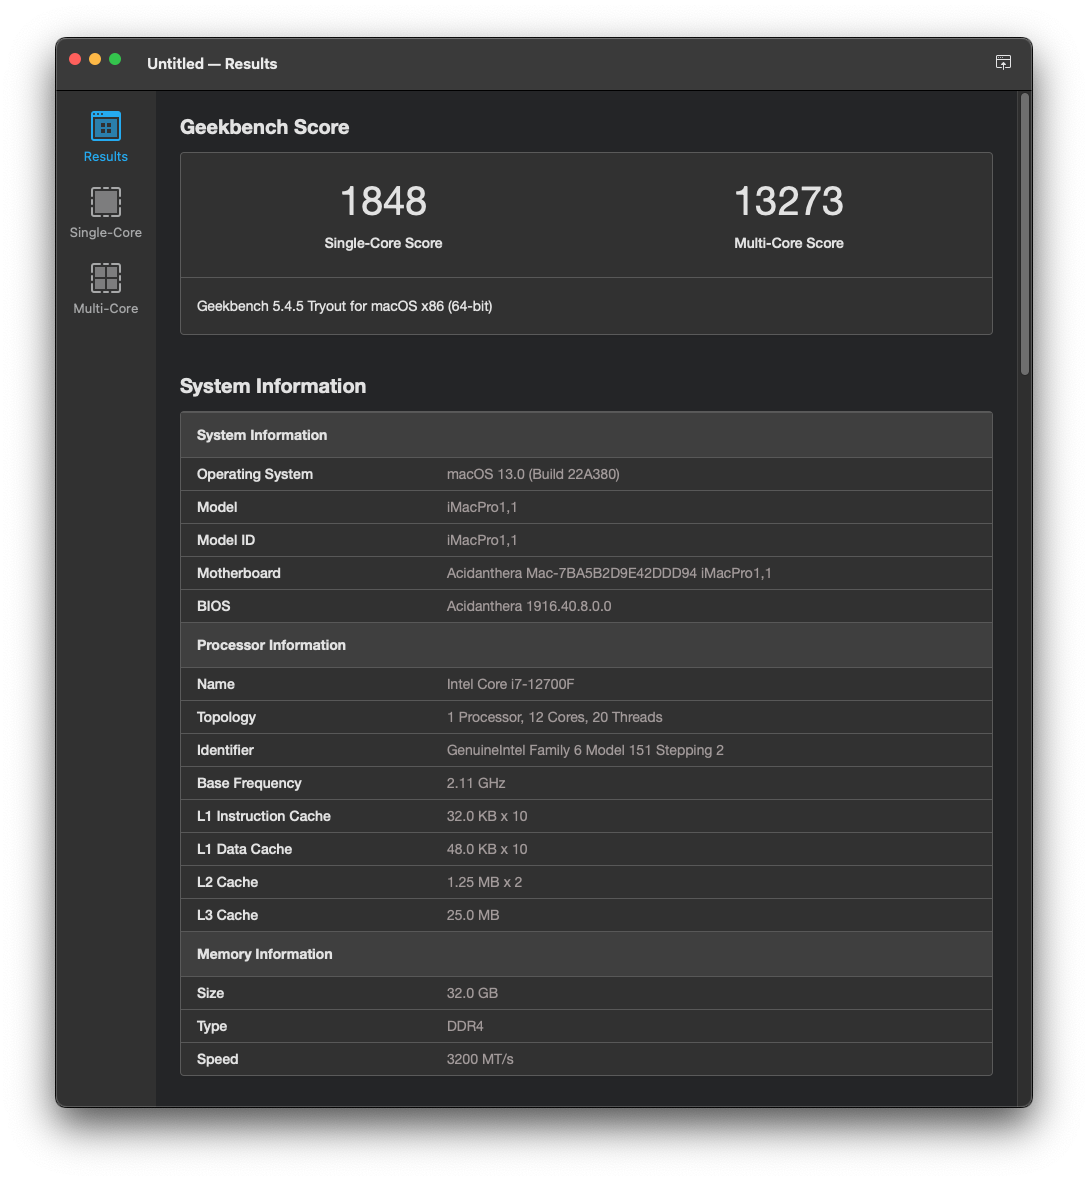 Untitled — Results
Results
Single-Core
Multi-Core
Geekbench Score
1848
Single-Core Score
13273
Multi-Core Score
Geekbench 5.4.5 Tryout for macOS x86 (64-bit)
System Information
System Information
Operating System macOS 13.0 (Build 22A380)
Model iMacPro1,1
Model ID iMacPro1,1
Motherboard Acidanthera Mac-7BA5B2D9E42DDD94 iMacPro1,1
BIOS Acidanthera 1916.40.8.0.0
Processor Information
Name Intel Core i7-12700F
Topology 1 Processor, 12 Cores, 20 Threads
Identifier GenuineIntel Family 6 Model 151 Stepping 2
Base Frequency 2.11 GHz
L1 Instruction Cache 32.0 KB x 10
L1 Data Cache 48.0 KB x 10
L2 Cache 1.25 MB x 2
L3 Cache 25.0 MB
Memory Information
Size 32.0 GB
Type DDR4
Speed 3200 MT/s